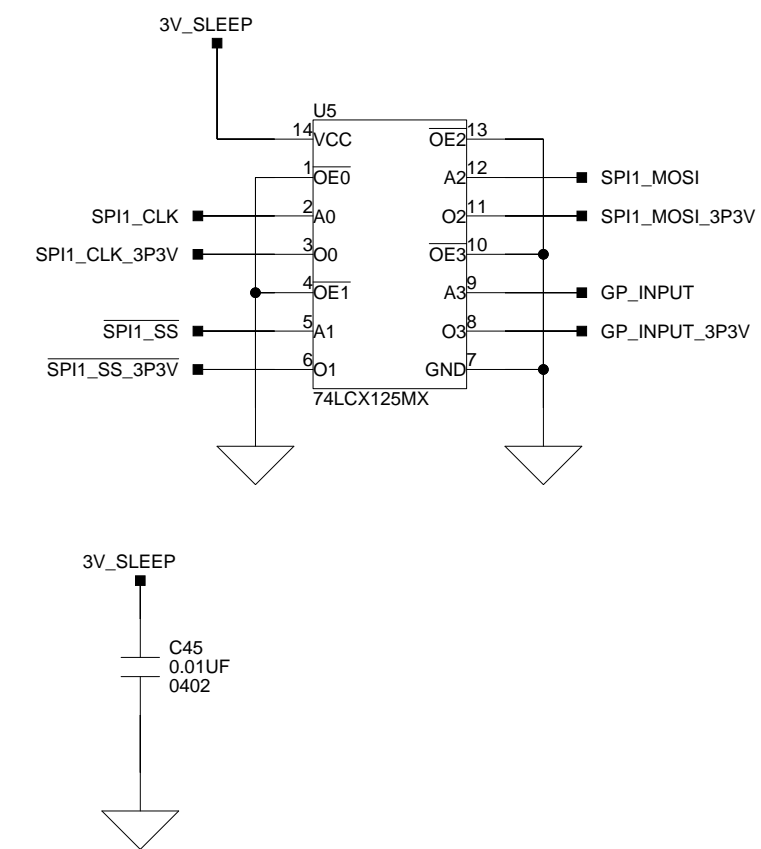 3V_SLEEP
U5
14 VCC OE2 13
1 OE0 A2 12 SPI1_MOSI
SPI1_CLK 2 A0 O2 11 SPI1_MOSI_3P3V
SPI1_CLK_3P3V 3 O0 OE3 10
4 OE1 A3 9 GP_INPUT
SPI1_SS 5 A1 O3 8 GP_INPUT_3P3V
SPI1_SS_3P3V 6 O1 GND 7
74LCX125MX
3V_SLEEP
C45
0.01UF
0402